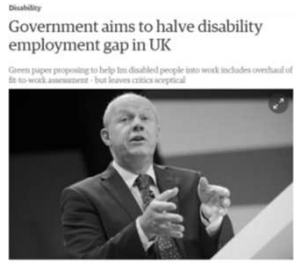 Disability
Government aims to halve disability
employment gap in UK
Green paper proposing to help 1m disabled people into work includes overhaul of
fit-to-work assessment - but leaves critics sceptical